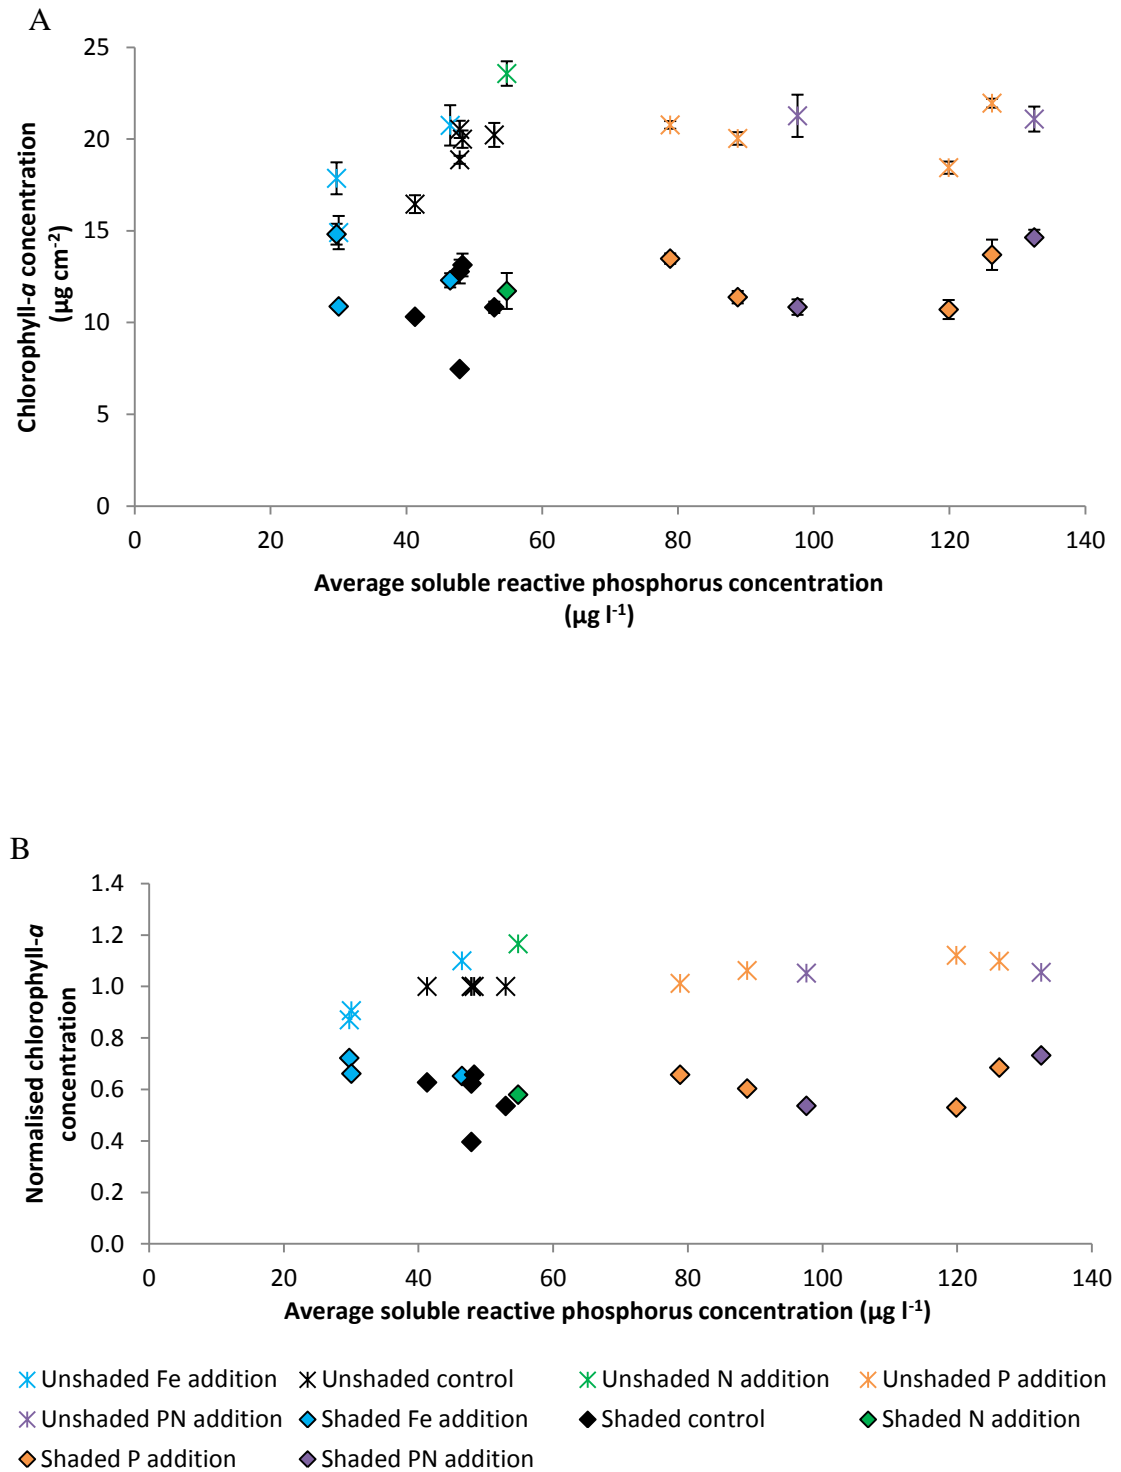 A
25
20
15
10
5
0
Chlorophyll-a concentration
(µg cm-2)
0 20 40 60 80 100 120 140
Average soluble reactive phosphorus concentration
(µg l-1)
B
1.4
1.2
1.0
0.8
0.6
0.4
0.2
0.0
Normalised chlorophyll-a
concentration
0 20 40 60 80 100 120 140
Average soluble reactive phosphorus concentration (µg l-1)
Unshaded Fe addition Unshaded control Unshaded N addition Unshaded P addition
Unshaded PN addition Shaded Fe addition Shaded control Shaded N addition
Shaded P addition Shaded PN addition